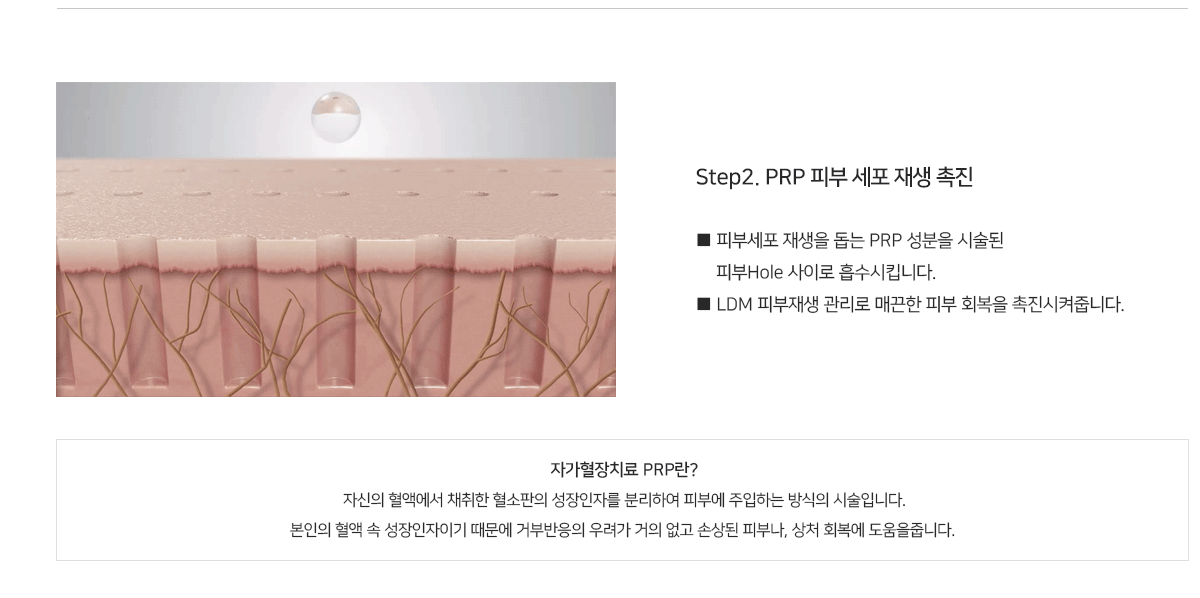 Step2. PRP 피부 세포 재생 촉진
■ 피부세포 재생을 돕는 PRP 성분을 시술된
피부Hole 사이로 흡수시킵니다.
■ LDM 피부재생 관리로 매끈한 피부 회복을 촉진시켜줍니다.
자가혈장치료 PRP란?
자신의 혈액에서 채취한 혈소판의 성장인자를 분리하여 피부에 주입하는 방식의 시술입니다.
본인의 혈액 속 성장인자이기 때문에 거부반응의 우려가 거의 없고 손상된 피부나, 상처 회복에 도움을줍니다.